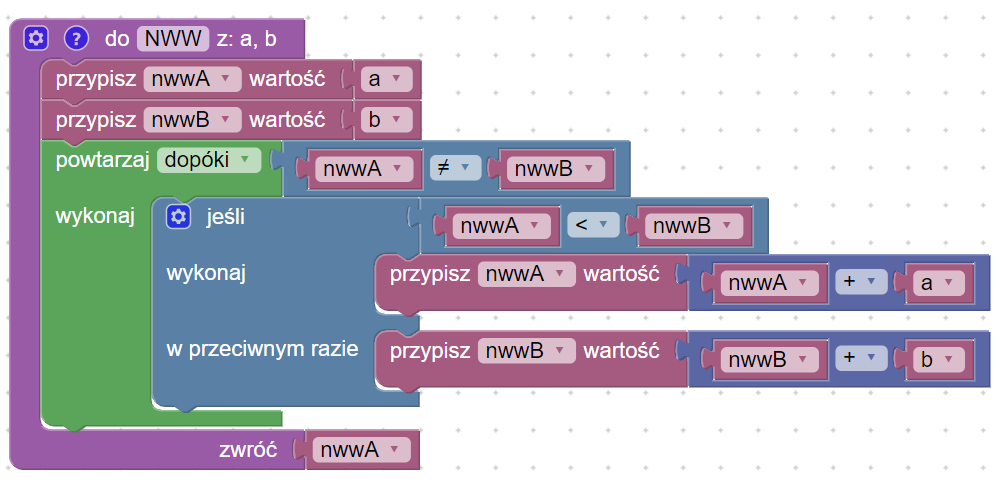 ? do NWW z: a, b
przypisz nwwA wartość a
przypisz nwwB wartość b
powtarzaj dopóki nwwA ≠ nwwB
wykonaj jeśli nwwA < nwwB
wykonaj przypisz nwwA wartość nwwA + a
w przeciwnym razie przypisz nwwB wartość nwwB + b
zwróć nwwA